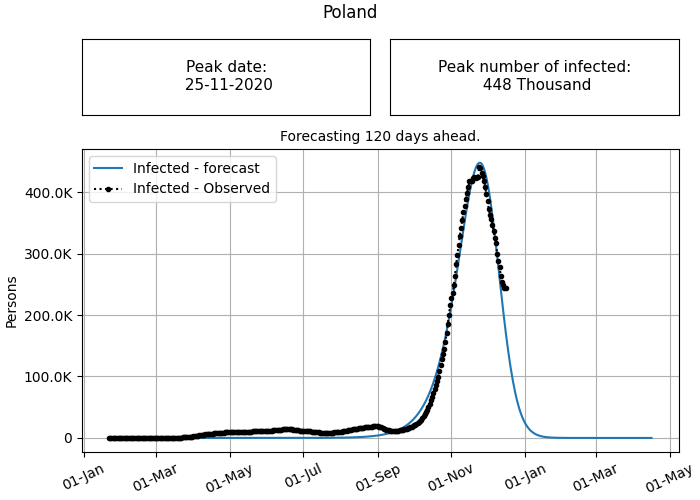 Poland
Peak date:
25-11-2020
Peak number of infected:
448 Thousand
Forecasting 120 days ahead.
Infected - forecast
Infected - Observed
400.0K
300.0K
200.0K
100.0K
0
Persons
01-Jan
01-Mar
01-May
01-Jul
01-Sep
01-Nov
01-Jan
01-Mar
01-May